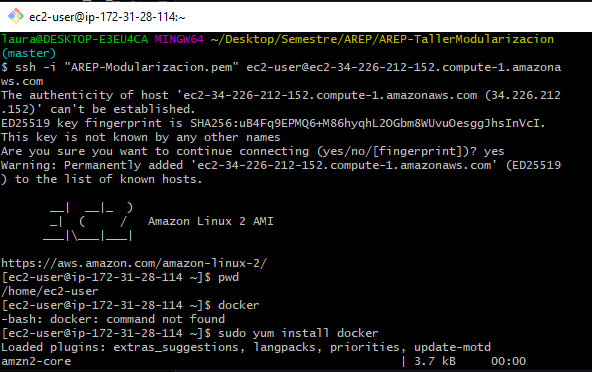 ec2-user@ip-172-31-28-114:~
laura@DESKTOP-E3EU4CA MINGW64 ~/Desktop/Semestre/AREP/AREP-TallerModularizacion
(master)
$ ssh -i "AREP-Modularizacion.pem" ec2-user@ec2-34-226-212-152.compute-1.amazona
ws.com
The authenticity of host 'ec2-34-226-212-152.compute-1.amazonaws.com (34.226.212
.152)' can't be established.
ED25519 key fingerprint is SHA256:uB4Fq9EPMQ6+M86hyqhL2OGbm8WUvuOesggJhsInVcI.
This key is not known by any other names
Are you sure you want to continue connecting (yes/no/[fingerprint])? yes
Warning: Permanently added 'ec2-34-226-212-152.compute-1.amazonaws.com' (ED25519
) to the list of known hosts.
       __|  __|_  )
       _|  (     /   Amazon Linux 2 AMI
      ___|\___|___|
https://aws.amazon.com/amazon-linux-2/
[ec2-user@ip-172-31-28-114 ~]$ pwd
/home/ec2-user
[ec2-user@ip-172-31-28-114 ~]$ docker
-bash: docker: command not found
[ec2-user@ip-172-31-28-114 ~]$ sudo yum install docker
Loaded plugins: extras_suggestions, langpacks, priorities, update-motd
amzn2-core                                               | 3.7 kB     00:00